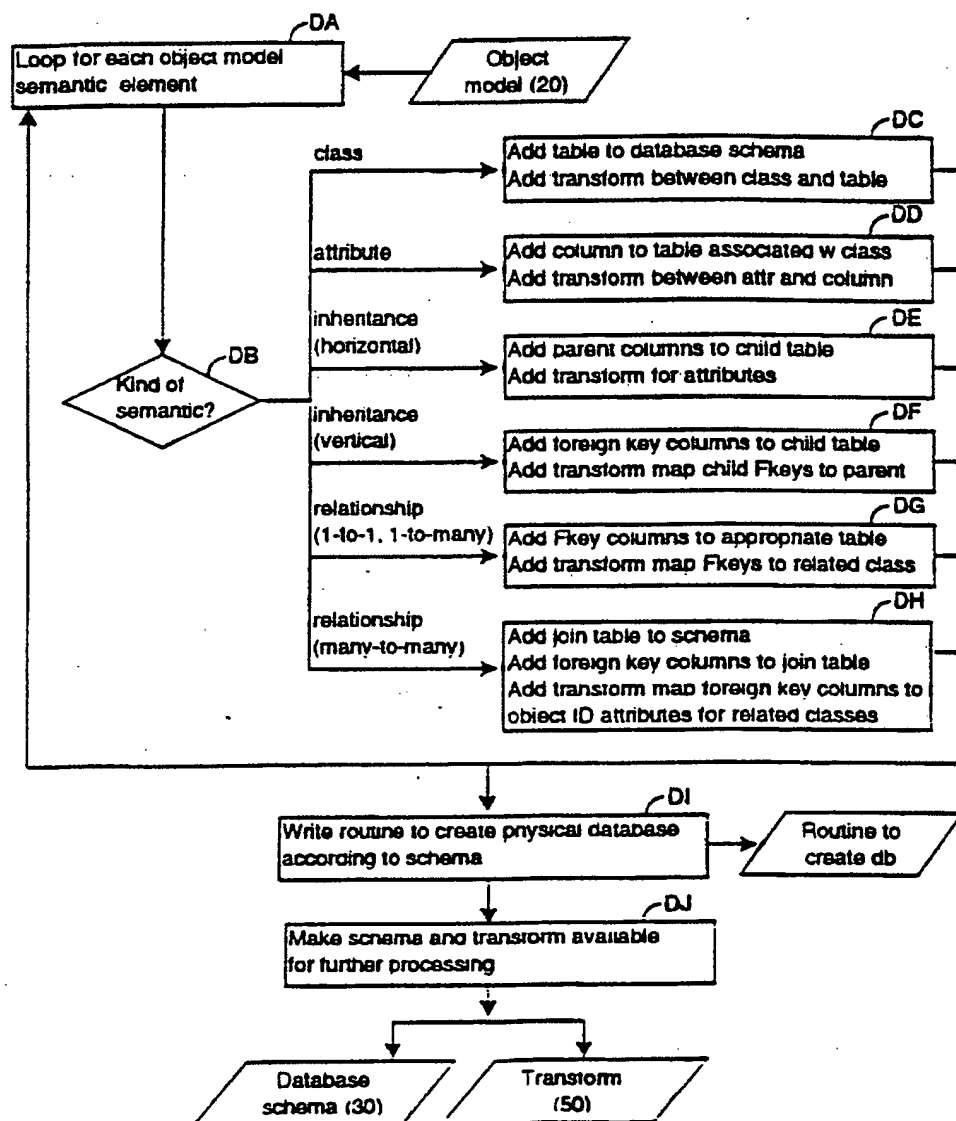 DA
Loop for each object model
semantic element
Object
model (20)
DC
class
Add table to database schema
Add transform between class and table
DD
attribute
Add column to table associated w class
Add transform between attr and column
inheritance
(horizontal)
DE
Add parent columns to child table
Add transform for attributes
DB
Kind of
semantic?
inheritance
(vertical)
DF
Add foreign key columns to child table
Add transform map child Fkeys to parent
relationship
(1-to-1, 1-to-many)
DG
Add Fkey columns to appropriate table
Add transform map Fkeys to related class
relationship
(many-to-many)
DH
Add join table to schema
Add foreign key columns to join table
Add transform map foreign key columns to
object ID attributes for related classes
DI
Write routine to create physical database
according to schema
Routine to
create db
DJ
Make schema and transform available
for further processing
Database
schema (30)
Transform
(50)